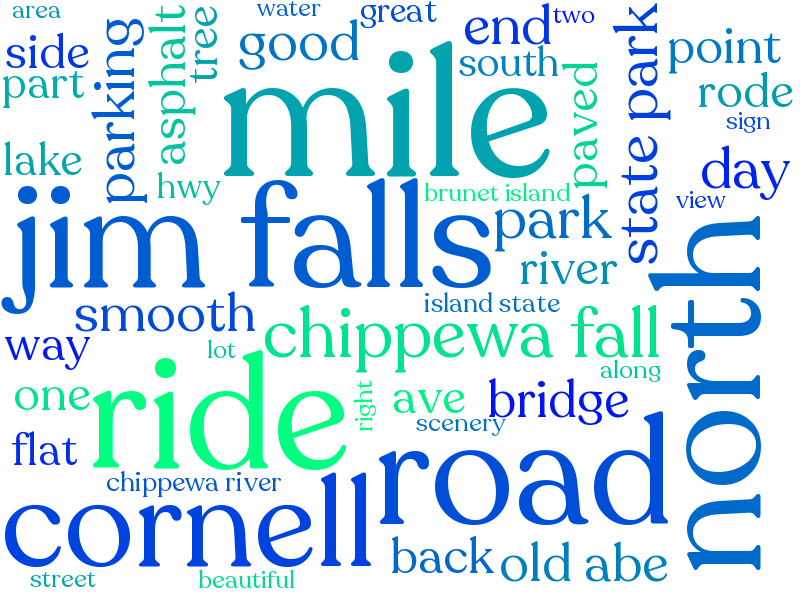 area
water
great
two
side
good
end
part
parking
asphalt
tree
mile
south
paved
state park
point
rode
sign
lake
hwy
day
brunet island
view
jim falls
park
river
north
smooth
island state
way
lot
chippewa fall
along
one
ride
right
ave
bridge
flat
scenery
road
chippewa river
cornell
back
old abe
street
beautiful